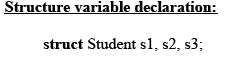 Structure variable declaration:
struct Student s1, s2, s3;